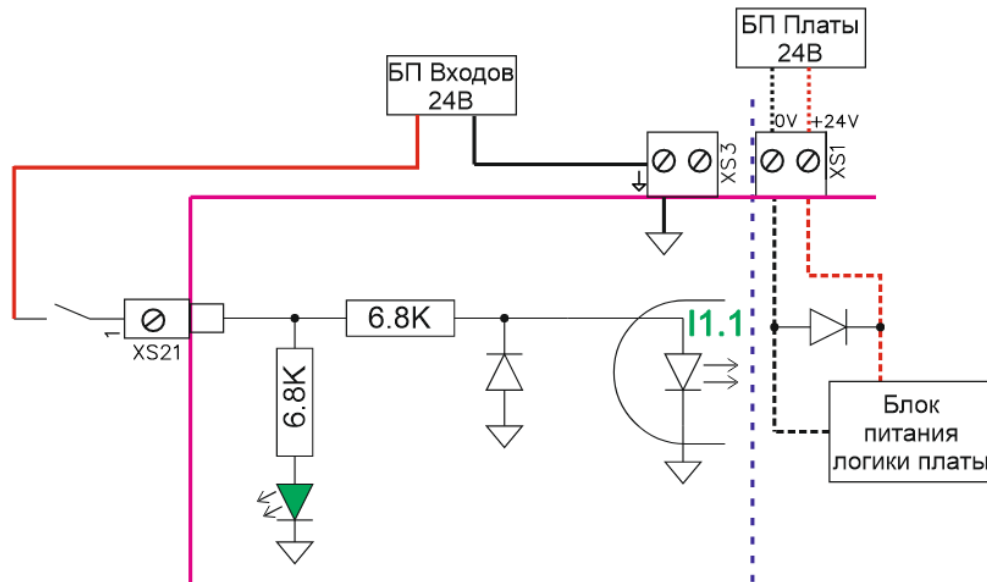 БП Платы
24В
БП Входов
24В
0V
+24V
XS3
XS1
1
XS21
6.8K
I1.1
6.8K
Блок
питания
логики платы